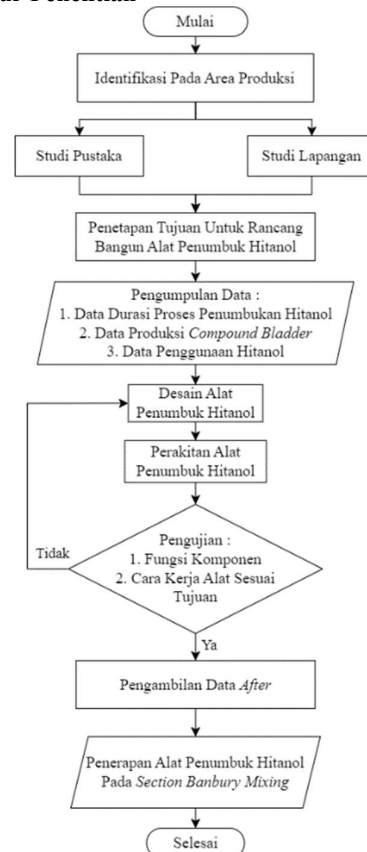 Mulai
Identifikasi Pada Area Produksi
Studi Pustaka
Studi Lapangan
Penetapan Tujuan Untuk Rancang
Bangun Alat Penumbuk Hitanol
Pengumpulan Data :
1. Data Durasi Proses Penumbukan Hitanol
2. Data Produksi Compound Bladder
3. Data Penggunaan Hitanol
Desain Alat
Penumbuk Hitanol
Perakitan Alat
Penumbuk Hitanol
Pengujian :
1. Fungsi Komponen
2. Cara Kerja Alat Sesuai
Tujuan
Tidak
Ya
Pengambilan Data After
Penerapan Alat Penumbuk Hitanol
Pada Section Banbury Mixing
Selesai